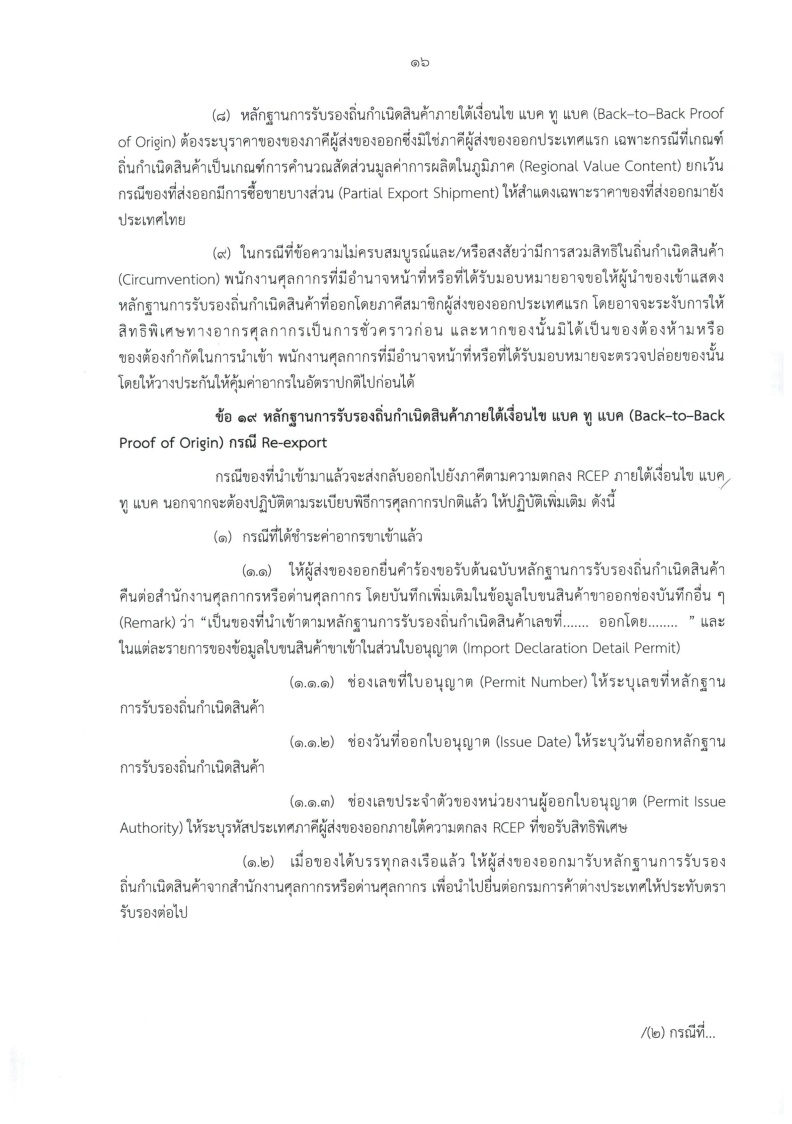 ๑๖
(๘) หลักฐานการรับรองถิ่นกำเนิดสินค้าภายใต้เงื่อนไข แบค ทู แบค (Back–to–Back Proof
of Origin) ต้องระบุราคาของของภาคีผู้ส่งของออกซึ่งมิใช่ภาคีผู้ส่งของออกประเทศแรก เฉพาะกรณีที่เกณฑ์
ถิ่นกำเนิดสินค้าเป็นเกณฑ์การคำนวณสัดส่วนมูลค่าการผลิตในภูมิภาค (Regional Value Content) ยกเว้น
กรณีของที่ส่งออกมีการซื้อขายบางส่วน (Partial Export Shipment) ให้สำแดงเฉพาะราคาของที่ส่งออกมายัง
ประเทศไทย
(๙) ในกรณีที่ข้อความไม่ครบสมบูรณ์และ/หรือสงสัยว่ามีการสวมสิทธิในถิ่นกำเนิดสินค้า
(Circumvention) พนักงานศุลกากรที่มีอำนาจหน้าที่หรือที่ได้รับมอบหมายอาจขอให้ผู้นำของเข้าแสดง
หลักฐานการรับรองถิ่นกำเนิดสินค้าที่ออกโดยภาคีสมาชิกผู้ส่งของออกประเทศแรก โดยอาจจะระงับการให้
สิทธิพิเศษทางอากรศุลกากรเป็นการชั่วคราวก่อน และหากของนั้นมิได้เป็นของต้องห้ามหรือ
ของต้องกำกัดในการนำเข้า พนักงานศุลกากรที่มีอำนาจหน้าที่หรือที่ได้รับมอบหมายจะตรวจปล่อยของนั้น
โดยให้วางประกันให้คุ้มค่าอากรในอัตราปกติไปก่อนได้
ข้อ ๑๙ หลักฐานการรับรองถิ่นกำเนิดสินค้าภายใต้เงื่อนไข แบค ทู แบค (Back–to–Back
Proof of Origin) กรณี Re-export
กรณีของที่นำเข้ามาแล้วจะส่งกลับออกไปยังภาคีตามความตกลง RCEP ภายใต้เงื่อนไข แบค
ทู แบค นอกจากจะต้องปฏิบัติตามระเบียบพิธีการศุลกากรปกติแล้ว ให้ปฏิบัติเพิ่มเติม ดังนี้
(๑) กรณีที่ได้ชำระค่าอากรขาเข้าแล้ว
(๑.๑) ให้ผู้ส่งของออกยื่นคำร้องขอรับต้นฉบับหลักฐานการรับรองถิ่นกำเนิดสินค้า
คืนต่อสำนักงานศุลกากรหรือด่านศุลกากร โดยบันทึกเพิ่มเติมในข้อมูลใบขนสินค้าขาออกช่องบันทึกอื่น ๆ
(Remark) ว่า “เป็นของที่นำเข้าตามหลักฐานการรับรองถิ่นกำเนิดสินค้าเลขที่....... ออกโดย........ ” และ
ในแต่ละรายการของข้อมูลใบขนสินค้าขาเข้าในส่วนใบอนุญาต (Import Declaration Detail Permit)
(๑.๑.๑) ช่องเลขที่ใบอนุญาต (Permit Number) ให้ระบุเลขที่หลักฐาน
การรับรองถิ่นกำเนิดสินค้า
(๑.๑.๒) ช่องวันที่ออกใบอนุญาต (Issue Date) ให้ระบุวันที่ออกหลักฐาน
การรับรองถิ่นกำเนิดสินค้า
(๑.๑.๓) ช่องเลขประจำตัวของหน่วยงานผู้ออกใบอนุญาต (Permit Issue
Authority) ให้ระบุรหัสประเทศภาคีผู้ส่งของออกภายใต้ความตกลง RCEP ที่ขอรับสิทธิพิเศษ
(๑.๒) เมื่อของได้บรรทุกลงเรือแล้ว ให้ผู้ส่งของออกมารับหลักฐานการรับรอง
ถิ่นกำเนิดสินค้าจากสำนักงานศุลกากรหรือด่านศุลกากร เพื่อนำไปยื่นต่อกรมการค้าต่างประเทศให้ประทับตรา
รับรองต่อไป
/(๒) กรณีที่...